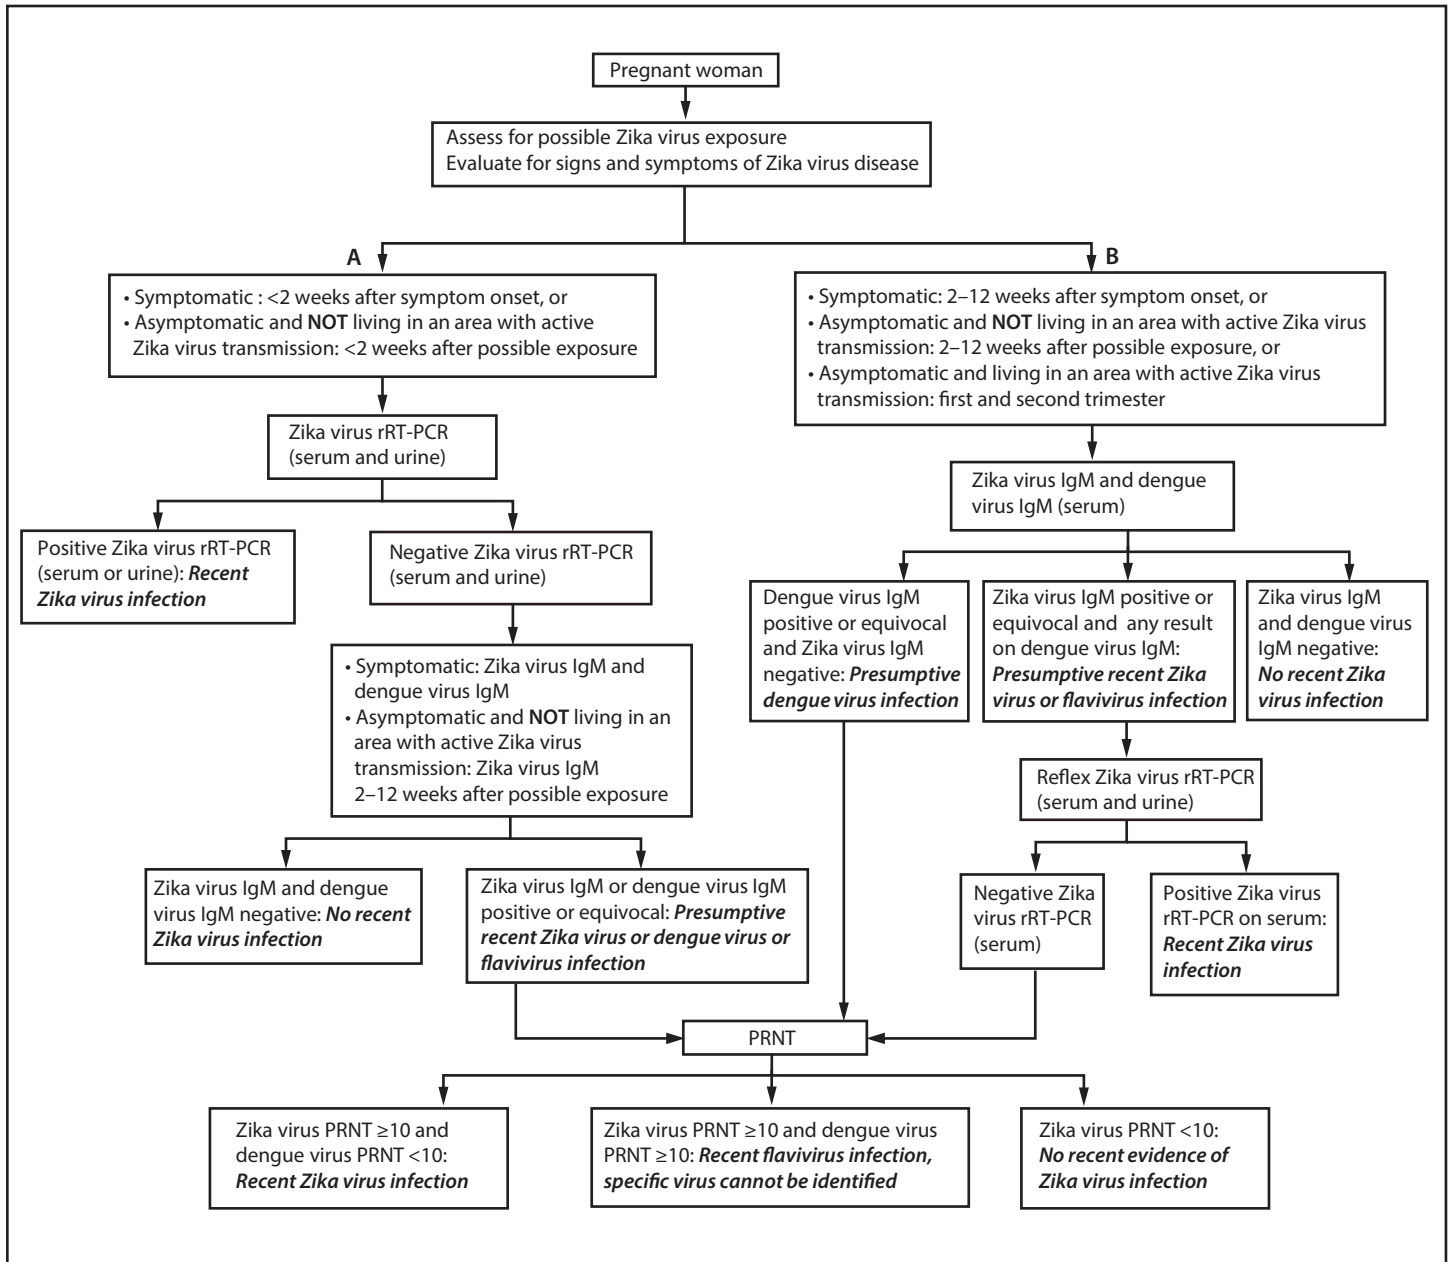 Pregnant woman
Assess for possible Zika virus exposure
Evaluate for signs and symptoms of Zika virus disease
A
• Symptomatic : <2 weeks after symptom onset, or
• Asymptomatic and NOT living in an area with active
Zika virus transmission: <2 weeks after possible exposure
B
• Symptomatic: 2–12 weeks after symptom onset, or
• Asymptomatic and NOT living in an area with active Zika virus
transmission: 2–12 weeks after possible exposure, or
• Asymptomatic and living in an area with active Zika virus
transmission: first and second trimester
Zika virus rRT-PCR
(serum and urine)
Zika virus IgM and dengue
virus IgM (serum)
Positive Zika virus rRT-PCR
(serum or urine): Recent
Zika virus infection
Negative Zika virus rRT-PCR
(serum and urine)
Dengue virus IgM
positive or equivocal
and Zika virus IgM
negative: Presumptive
dengue virus infection
Zika virus IgM positive or
equivocal and any result
on dengue virus IgM:
Presumptive recent Zika
virus or flavivirus infection
Zika virus IgM
and dengue virus
IgM negative:
No recent Zika
virus infection
• Symptomatic: Zika virus IgM and
dengue virus IgM
• Asymptomatic and NOT living in an
area with active Zika virus
transmission: Zika virus IgM
2–12 weeks after possible exposure
Reflex Zika virus rRT-PCR
(serum and urine)
Zika virus IgM and dengue
virus IgM negative: No recent
Zika virus infection
Zika virus IgM or dengue virus IgM
positive or equivocal: Presumptive
recent Zika virus or dengue virus or
flavivirus infection
Negative Zika
virus rRT-PCR
(serum)
Positive Zika virus
rRT-PCR on serum:
Recent Zika virus
infection
PRNT
Zika virus PRNT ≥10 and
dengue virus PRNT <10:
Recent Zika virus infection
Zika virus PRNT ≥10 and dengue virus
PRNT ≥10: Recent flavivirus infection,
specific virus cannot be identified
Zika virus PRNT <10:
No recent evidence of
Zika virus infection